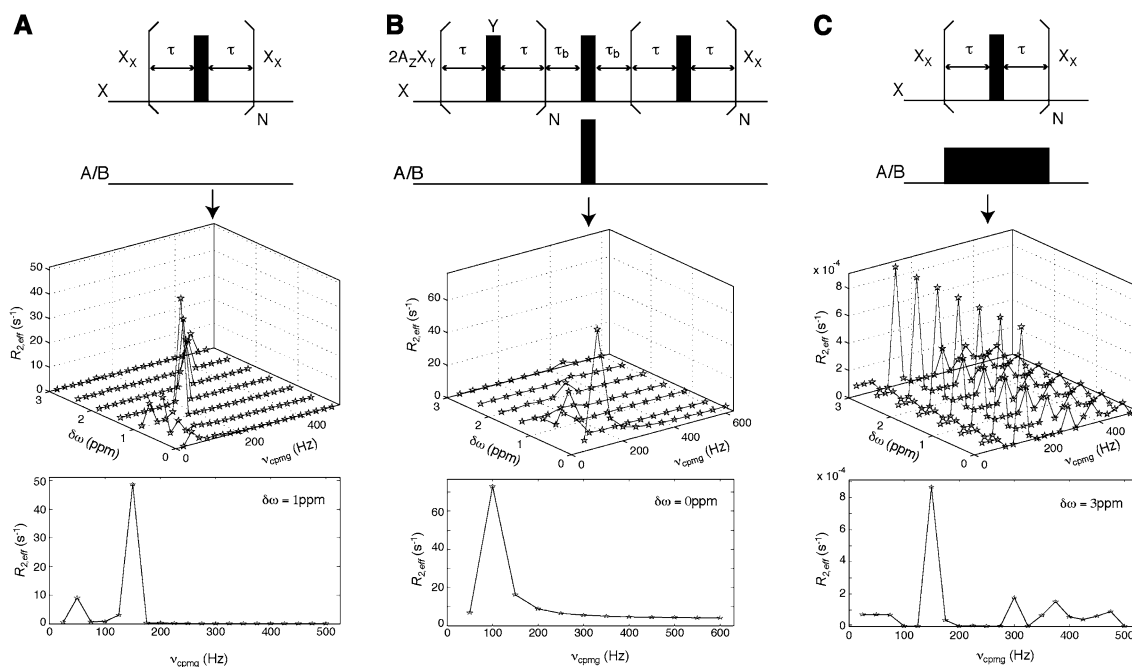 A
B
C
X_X τ τ X_X
X
N
A/B
Y
2A_ZX_Y τ τ τ_b τ_b τ τ X_X
X
N N
A/B
X_X τ τ X_X
X
N
A/B
R_2,eff (s⁻¹)
50
40
30
20
10
0
3 2 1 0
δω (ppm)
0 200 400
ν_cpmg (Hz)
R_2,eff (s⁻¹)
60
40
20
0
3 2 1 0
δω (ppm)
0 200 400 600
ν_cpmg (Hz)
x 10⁻⁴
R_2,eff (s⁻¹)
8
6
4
2
0
3 2 1 0
δω (ppm)
0 200 400
ν_cpmg (Hz)
δω = 1ppm
R_2,eff (s⁻¹)
50
40
30
20
10
0
0 100 200 300 400 500
ν_cpmg (Hz)
δω = 0ppm
R_2,eff (s⁻¹)
60
40
20
0
0 100 200 300 400 500 600
ν_cpmg (Hz)
x 10⁻⁴
δω = 3ppm
R_2,eff (s⁻¹)
8
6
4
2
0
0 100 200 300 400 500
ν_cpmg (Hz)